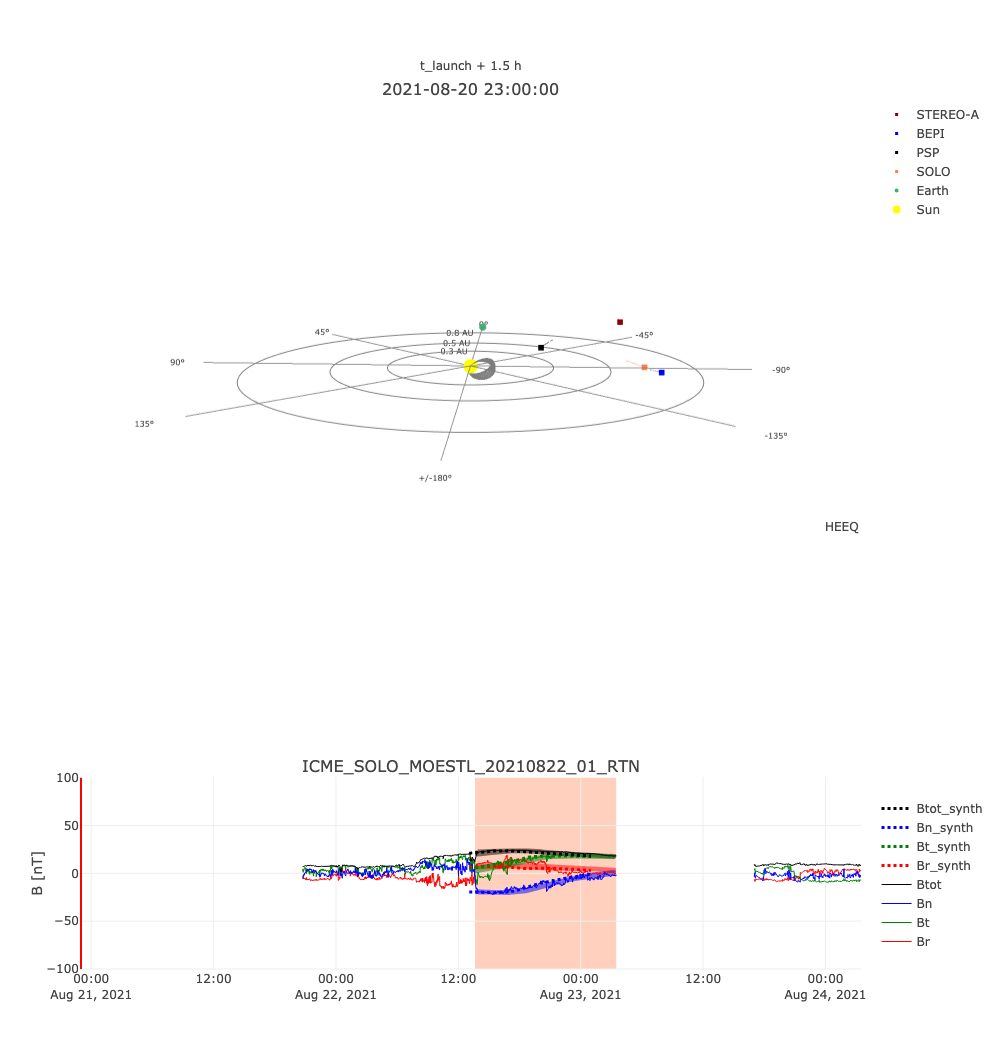 t_launch + 1.5 h
2021-08-20 23:00:00
STEREO-A
BEPI
PSP
SOLO
Earth
Sun
0°
45°
0.8 AU
-45°
0.5 AU
0.3 AU
90°
-90°
135°
-135°
+/-180°
HEEQ
ICME_SOLO_MOESTL_20210822_01_RTN
B [nT]
100
50
0
−50
−100
00:00
Aug 21, 2021
12:00
00:00
Aug 22, 2021
12:00
00:00
Aug 23, 2021
12:00
00:00
Aug 24, 2021
Btot_synth
Bn_synth
Bt_synth
Br_synth
Btot
Bn
Bt
Br